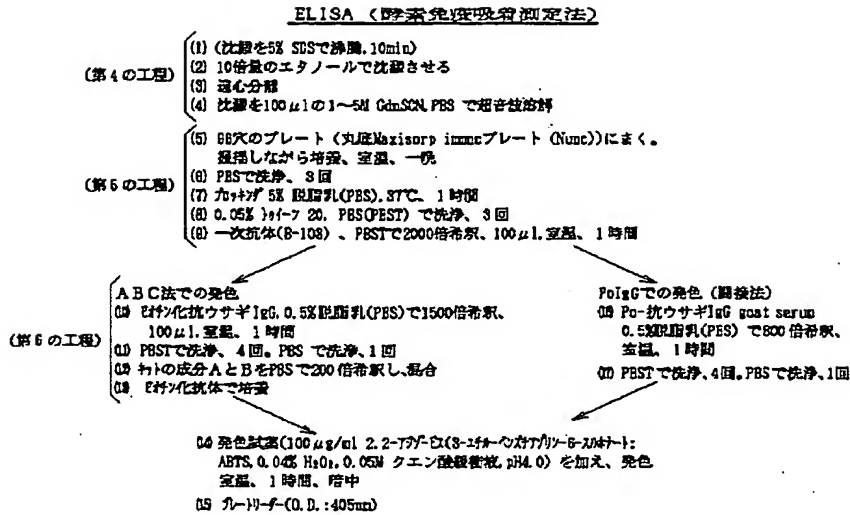 ELISA (酵素免疫吸着測定法)
(第4の工程)
(1) (沈澱を5% SDSで沸騰.10min)
(2) 10倍量のエタノールで沈澱させる
(3) 遠心分離
(4) 沈澱を100μlの1〜5M GdnSCN.PBS で超音波溶解
(第5の工程)
(5) 96穴のプレート (丸底Maxisorp immunoプレート (Nunc))にまく。
撹拌しながら培養、室温、一晩
(6) PBSで洗浄、3回
(7) ブロッキング 5% 脱脂乳(PBS).37℃、1時間
(8) 0.05% トゥイーン 20. PBS(PBST) で洗浄、3回
(9) 一次抗体(B-103) 、PBSTで2000倍希釈、100μl.室温、1時間
(第6の工程)
ABC法での発色
(10) ビオチン化抗ウサギIgG.0.5%脱脂乳(PBS)で1500倍希釈、
100μl.室温、1時間
(11) PBSTで洗浄、4回。PBS で洗浄、1回
(12) キットの成分AとBをPBSで200倍希釈し、混合
(13) ビオチン化抗体で培養
PoIgGでの発色 (間接法)
(10) Po-抗ウサギIgG goat serum
0.5%脱脂乳(PBS) で800倍希釈、
室温、1時間
(11) PBSTで洗浄、4回。PBSで洗浄、1回
(14) 発色試薬(100μg/ml 2.2-アジノ-ビス(3-エチル-ベンズチアゾリン-6-スルホナート:
ABTS.0.04% H₂O₂.0.05M クエン酸緩衝液.pH4.0) を加え、発色
室温、1時間、暗中
(15) プレートリーダー(O.D.:405nm)